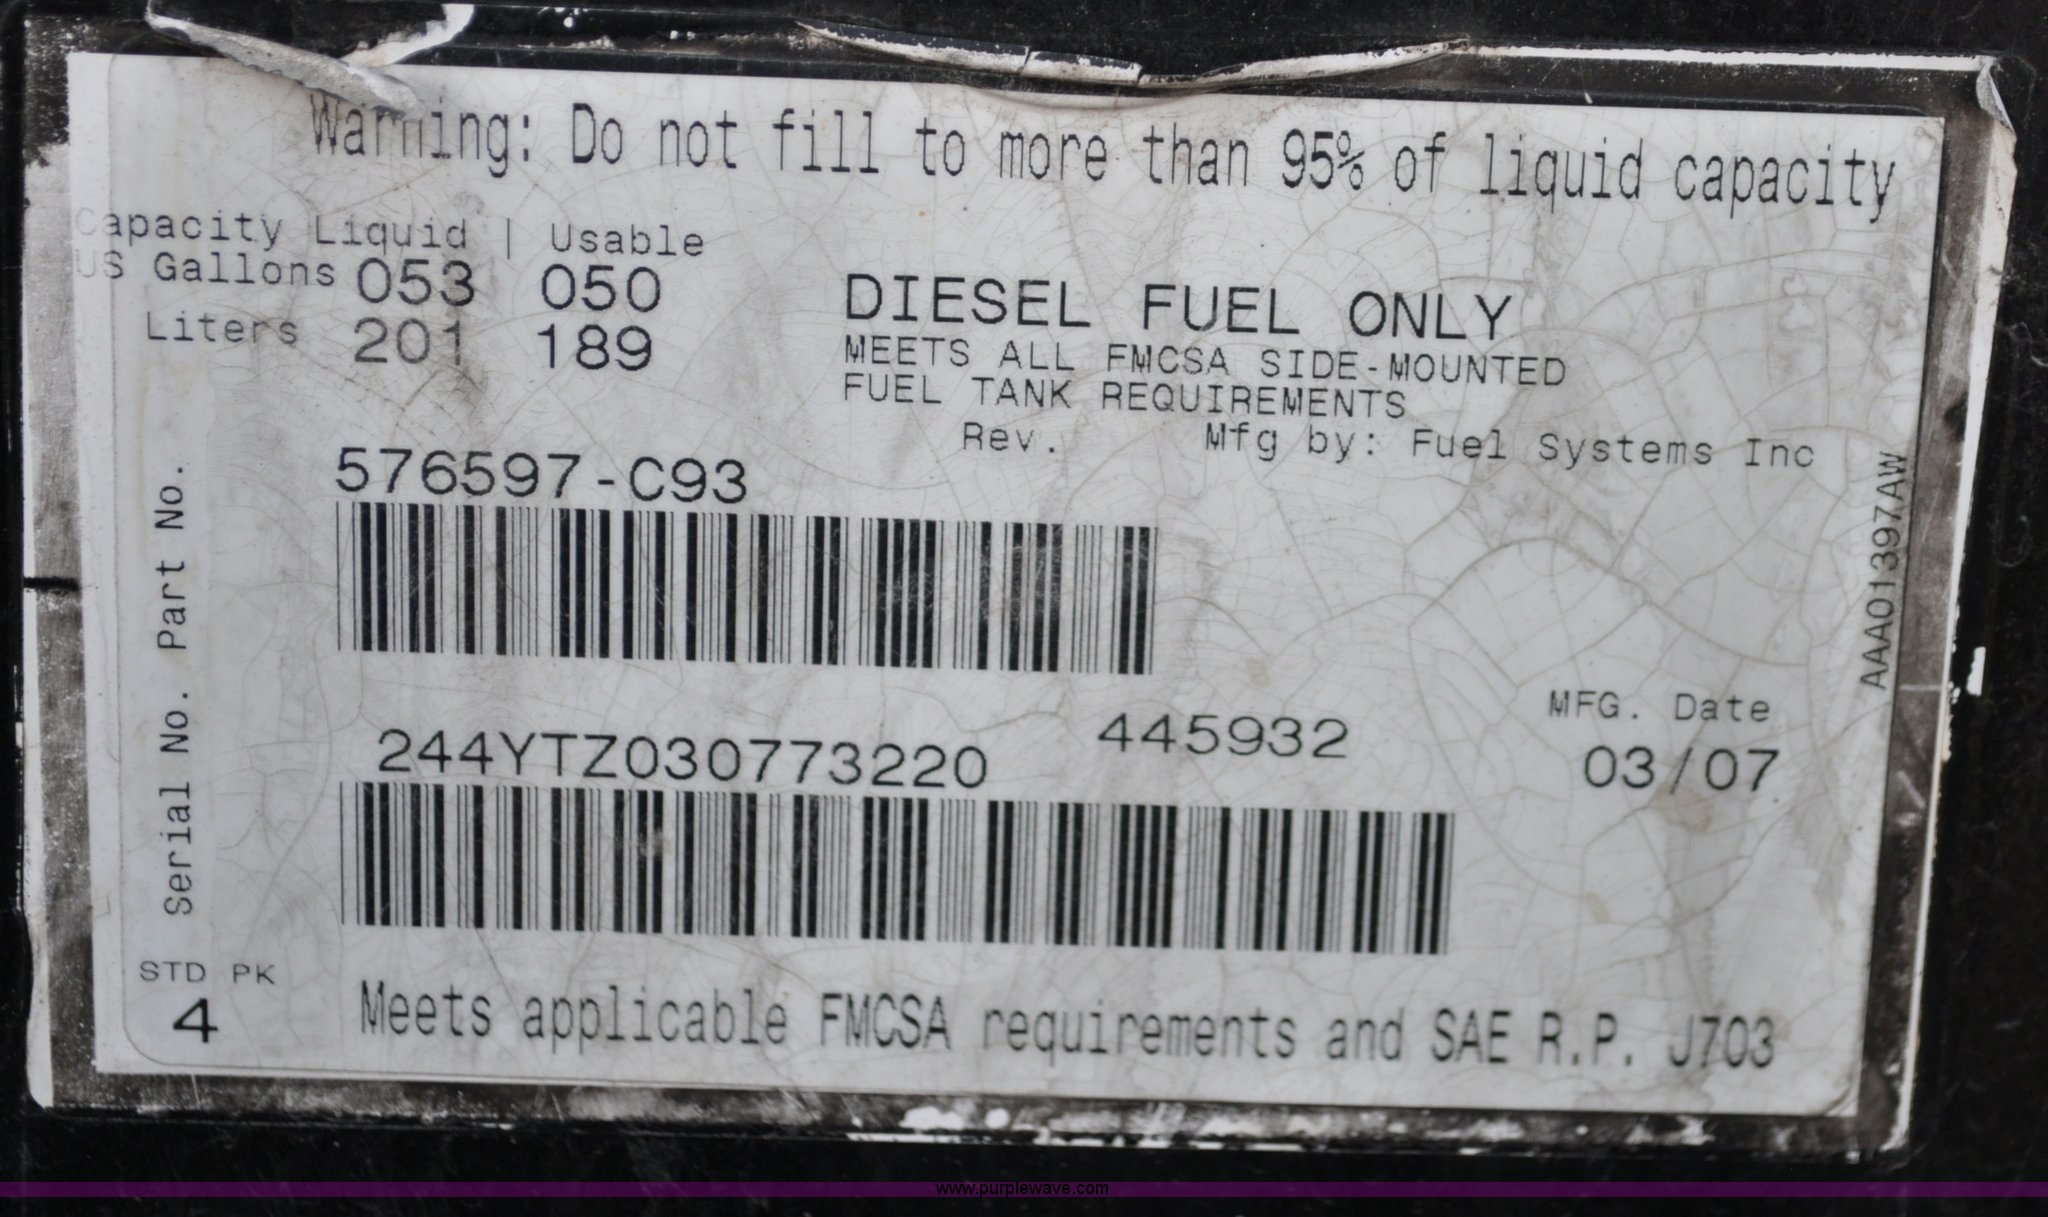 Warning: Do not fill to more than 95% of liquid capacity
Capacity Liquid | Usable
US Gallons 053 050
Liters 201 189
DIESEL FUEL ONLY
MEETS ALL FMCSA SIDE-MOUNTED
FUEL TANK REQUIREMENTS
Rev. Mfg by: Fuel Systems Inc
AAA01397AW
Serial No. Part No.
576597-C93
244YTZ030773220
445932
MFG. Date
03/07
STD PK
4
Meets applicable FMCSA requirements and SAE R.P. J703
www.purplewave.com